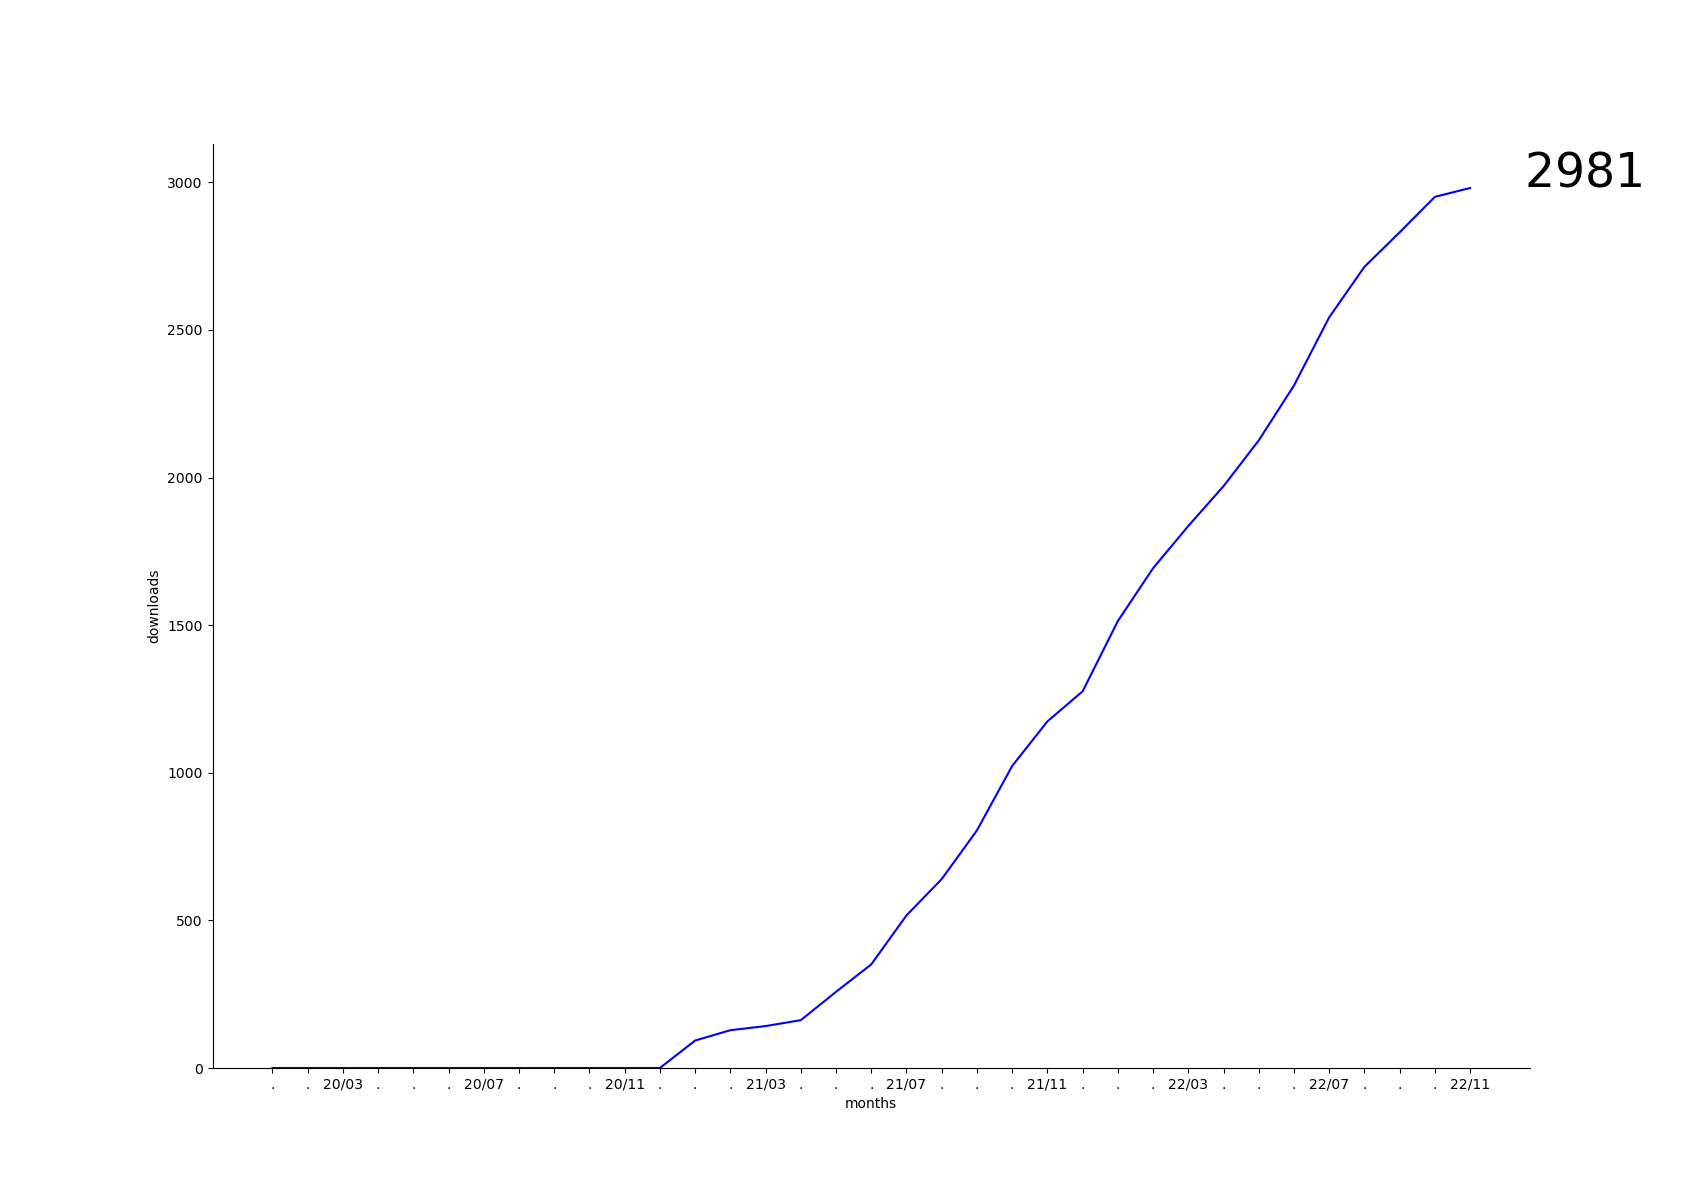 2981
3000
2500
2000
1500
1000
500
0
downloads
. . 20/03 . . . 20/07 . . . 20/11 . . . 21/03 . . . 21/07 . . . 21/11 . . . 22/03 . . . 22/07 . . . 22/11
months